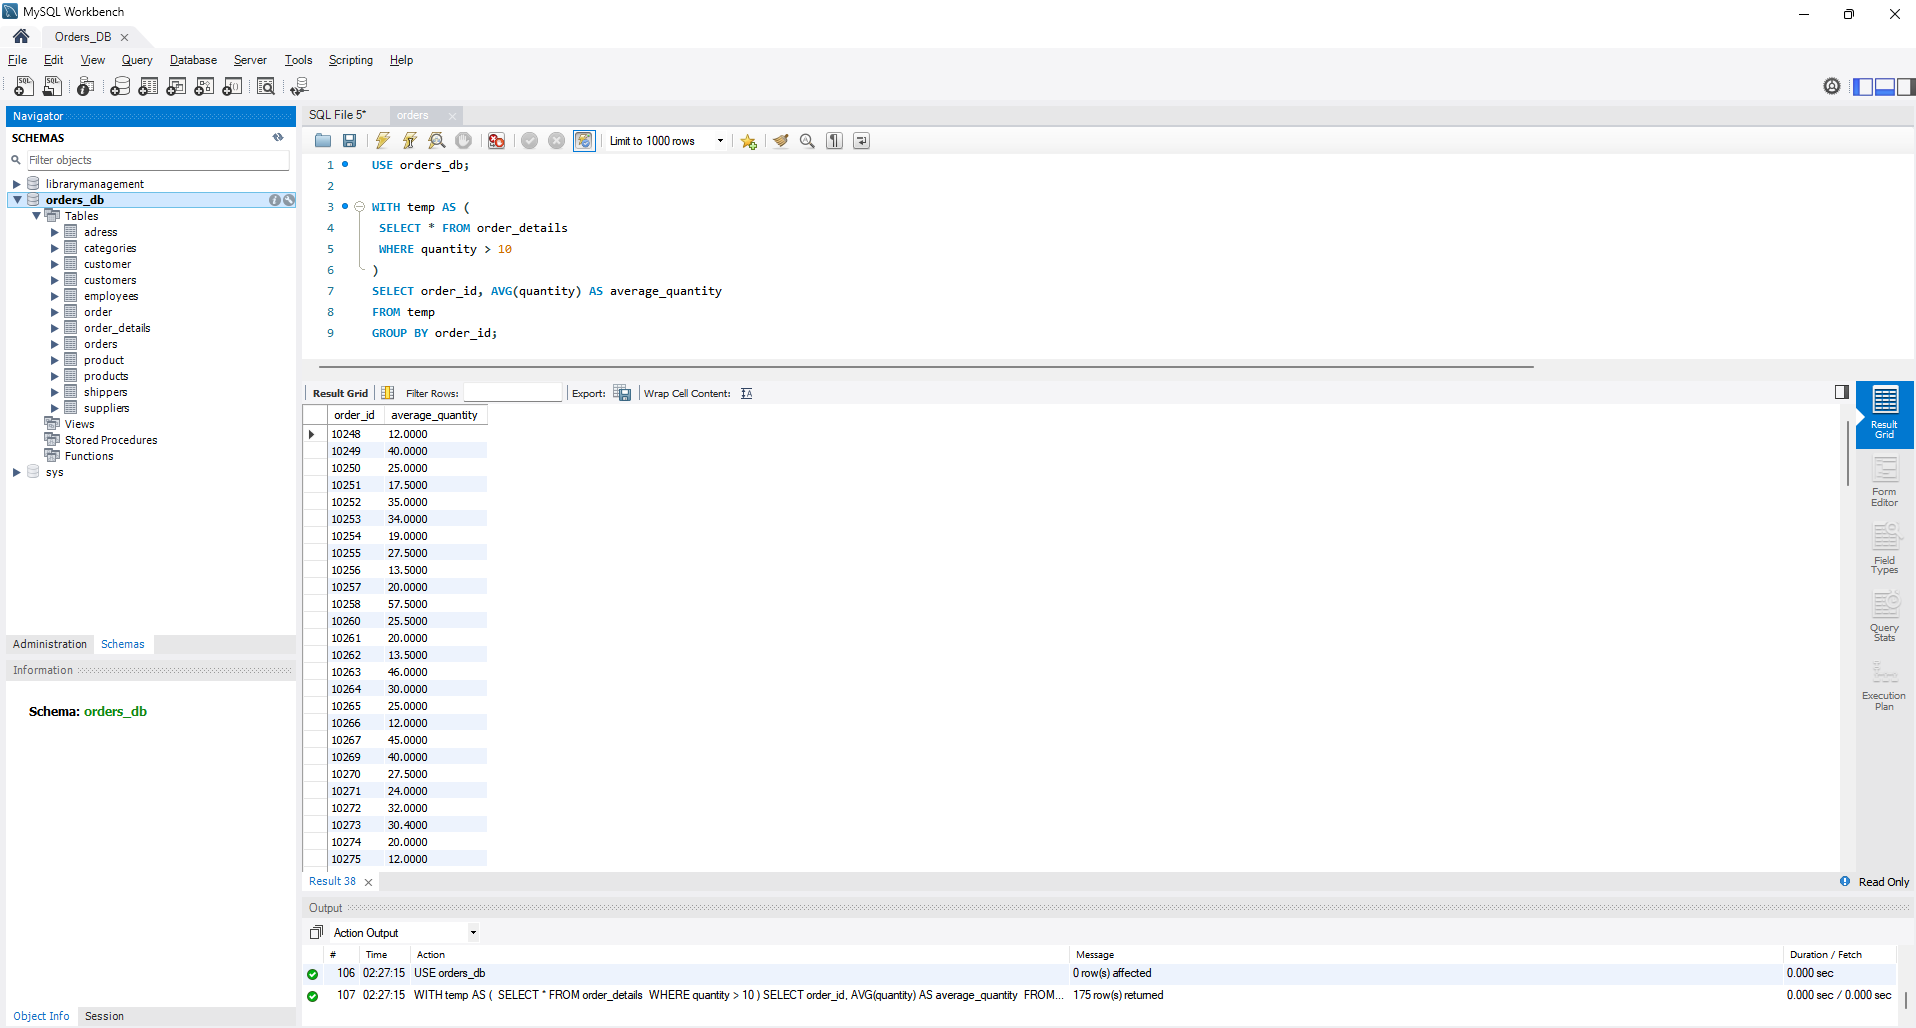 MySQL Workbench
Orders_DB
File Edit View Query Database Server Tools Scripting Help
Navigator
SCHEMAS
Filter objects
librarymanagement
orders_db
Tables
adress
categories
customer
customers
employees
order
order_details
orders
product
products
shippers
suppliers
Views
Stored Procedures
Functions
sys
Administration Schemas
Information
Schema: orders_db
Object Info Session
SQL File 5* orders
Limit to 1000 rows
1 USE orders_db;
2
3 WITH temp AS (
4 SELECT * FROM order_details
5 WHERE quantity > 10
6 )
7 SELECT order_id, AVG(quantity) AS average_quantity
8 FROM temp
9 GROUP BY order_id;
Result Grid Filter Rows: Export: Wrap Cell Content:
order_id average_quantity
10248 12.0000
10249 40.0000
10250 25.0000
10251 17.5000
10252 35.0000
10253 34.0000
10254 19.0000
10255 27.5000
10256 13.5000
10257 20.0000
10258 57.5000
10260 25.5000
10261 20.0000
10262 13.5000
10263 46.0000
10264 30.0000
10265 25.0000
10266 12.0000
10267 45.0000
10269 40.0000
10270 27.5000
10271 24.0000
10272 32.0000
10273 30.4000
10274 20.0000
10275 12.0000
Result
Grid
Form
Editor
Field
Types
Query
Stats
Execution
Plan
Result 38
Read Only
Output
Action Output
# Time Action Message Duration / Fetch
106 02:27:15 USE orders_db 0 row(s) affected 0.000 sec
107 02:27:15 WITH temp AS ( SELECT * FROM order_details WHERE quantity > 10 ) SELECT order_id, AVG(quantity) AS average_quantity FROM... 175 row(s) returned 0.000 sec / 0.000 sec